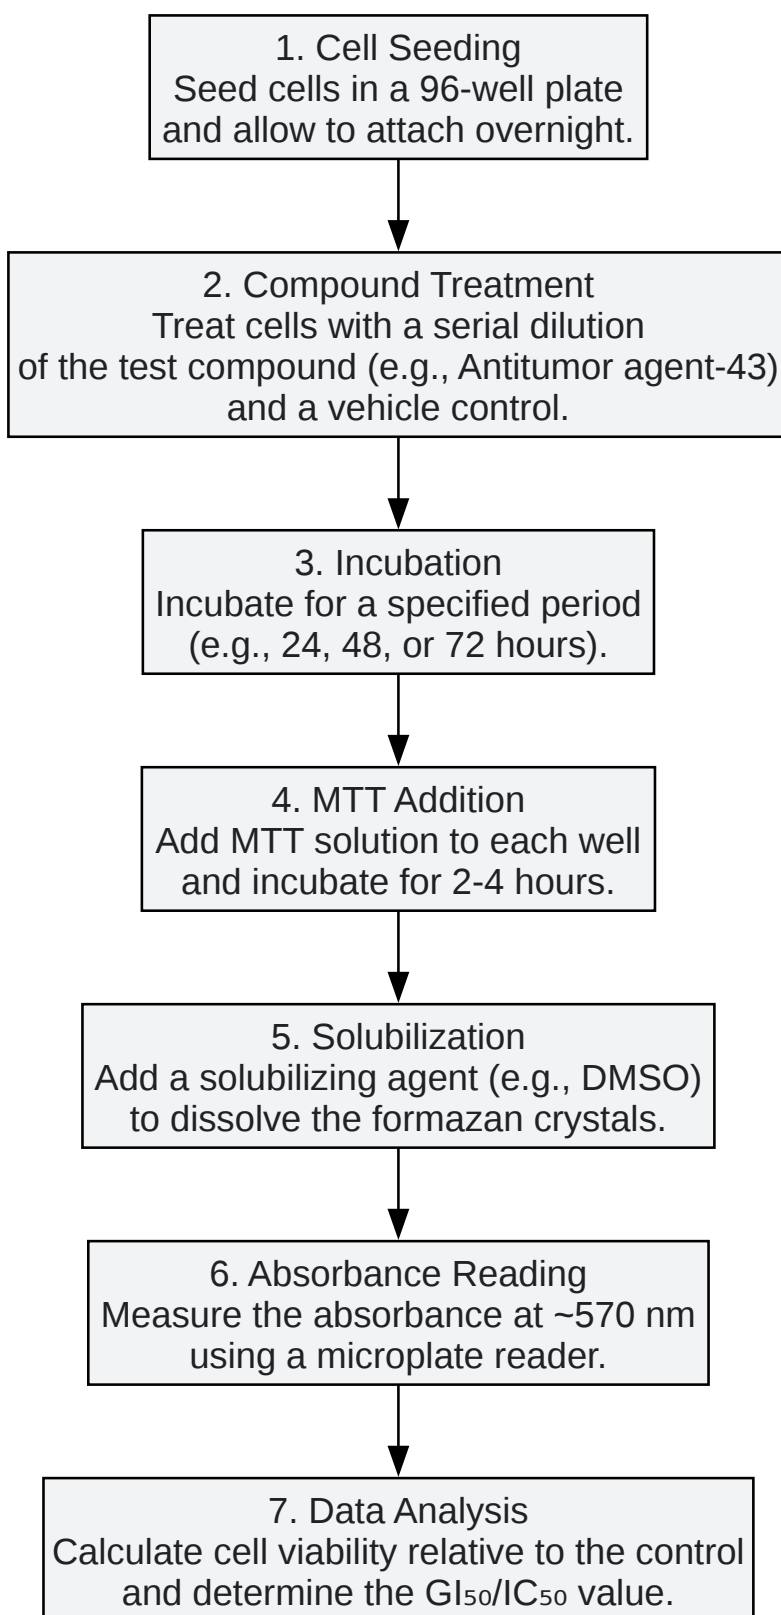 1. Cell Seeding
Seed cells in a 96-well plate
and allow to attach overnight.
2. Compound Treatment
Treat cells with a serial dilution
of the test compound (e.g., Antitumor agent-43)
and a vehicle control.
3. Incubation
Incubate for a specified period
(e.g., 24, 48, or 72 hours).
4. MTT Addition
Add MTT solution to each well
and incubate for 2-4 hours.
5. Solubilization
Add a solubilizing agent (e.g., DMSO)
to dissolve the formazan crystals.
6. Absorbance Reading
Measure the absorbance at ~570 nm
using a microplate reader.
7. Data Analysis
Calculate cell viability relative to the control
and determine the GI₅₀/IC₅₀ value.